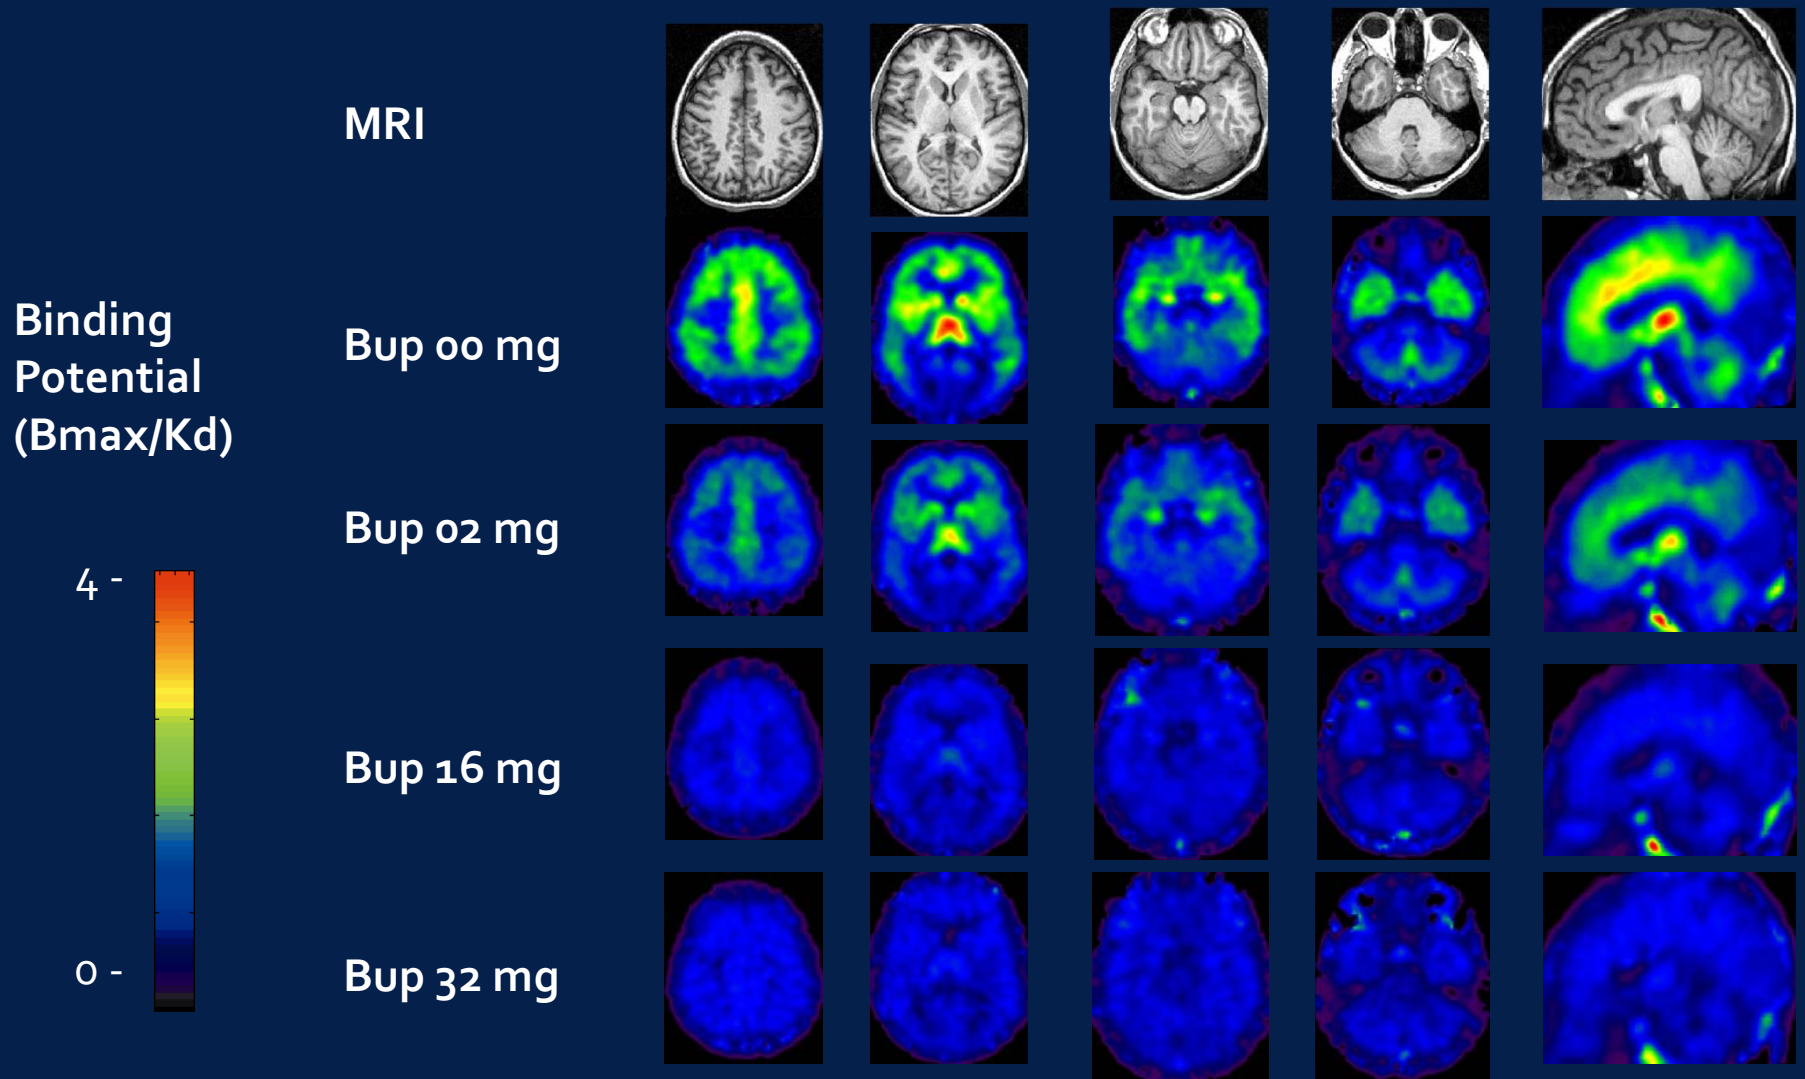 MRI
Binding
Potential
(Bmax/Kd)
Bup 00 mg
Bup 02 mg
4 -
Bup 16 mg
0 -
Bup 32 mg